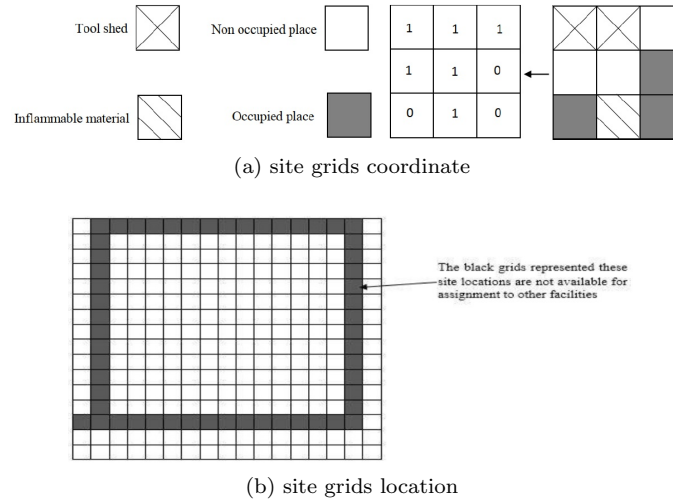 Tool shed
Non occupied place
Inflammable material
Occupied place
1 1 1
1 1 0
0 1 0
(a) site grids coordinate
The black grids represented these
site locations are not available for
assignment to other facilities
(b) site grids location